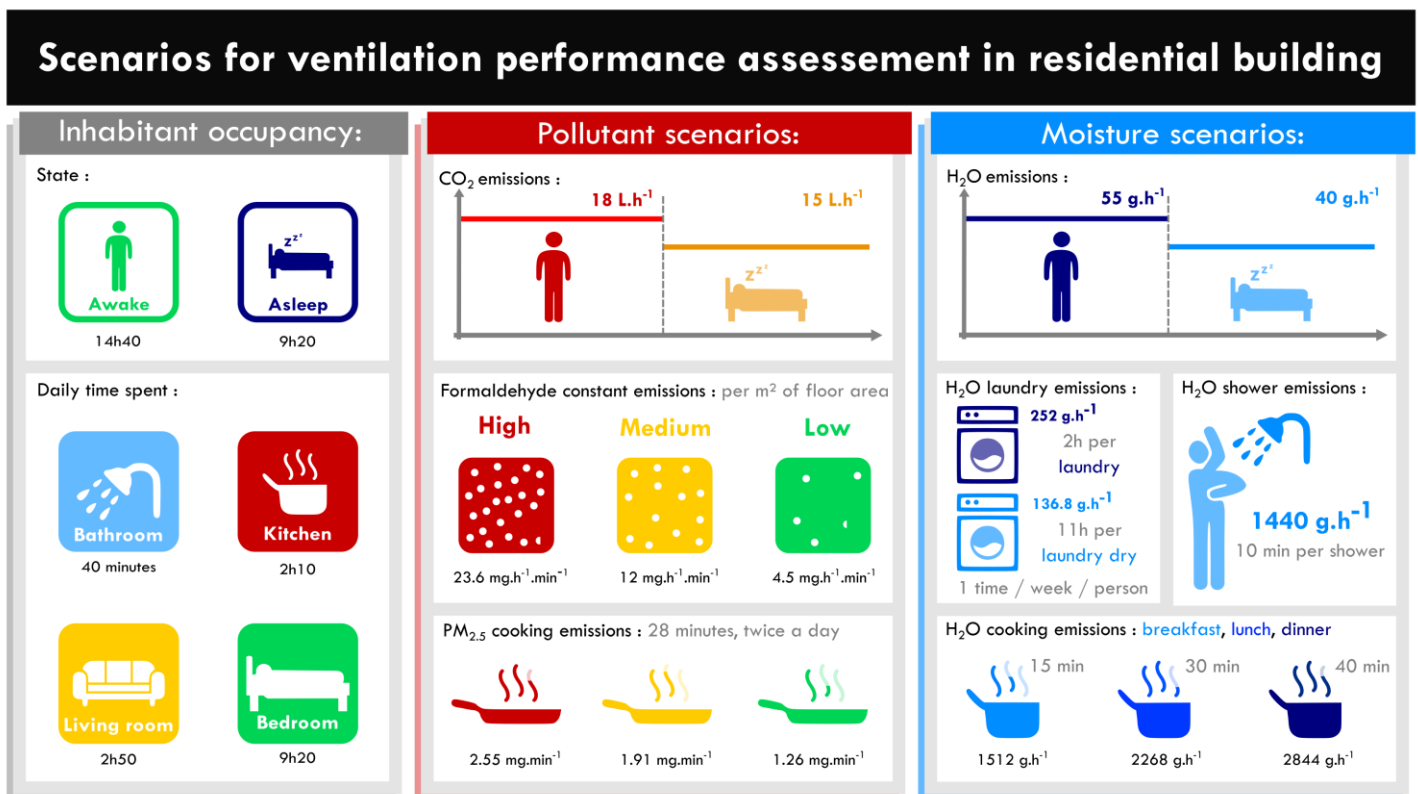 Scenarios for ventilation performance assessement in residential building
Inhabitant occupancy:
State :
zzz
Awake
Asleep
14h40
9h20
Daily time spent :
Bathroom
Kitchen
40 minutes
2h10
Living room
Bedroom
2h50
9h20
Pollutant scenarios:
CO₂ emissions :
18 L.h⁻¹
15 L.h⁻¹
zzz
Formaldehyde constant emissions : per m² of floor area
High
Medium
Low
23.6 mg.h⁻¹.min⁻¹
12 mg.h⁻¹.min⁻¹
4.5 mg.h⁻¹.min⁻¹
PM₂.₅ cooking emissions : 28 minutes, twice a day
2.55 mg.min⁻¹
1.91 mg.min⁻¹
1.26 mg.min⁻¹
Moisture scenarios:
H₂O emissions :
55 g.h⁻¹
40 g.h⁻¹
zzz
H₂O laundry emissions :
252 g.h⁻¹
2h per
laundry
136.8 g.h⁻¹
11h per
laundry dry
1 time / week / person
H₂O shower emissions :
1440 g.h⁻¹
10 min per shower
H₂O cooking emissions : breakfast, lunch, dinner
15 min
30 min
40 min
1512 g.h⁻¹
2268 g.h⁻¹
2844 g.h⁻¹